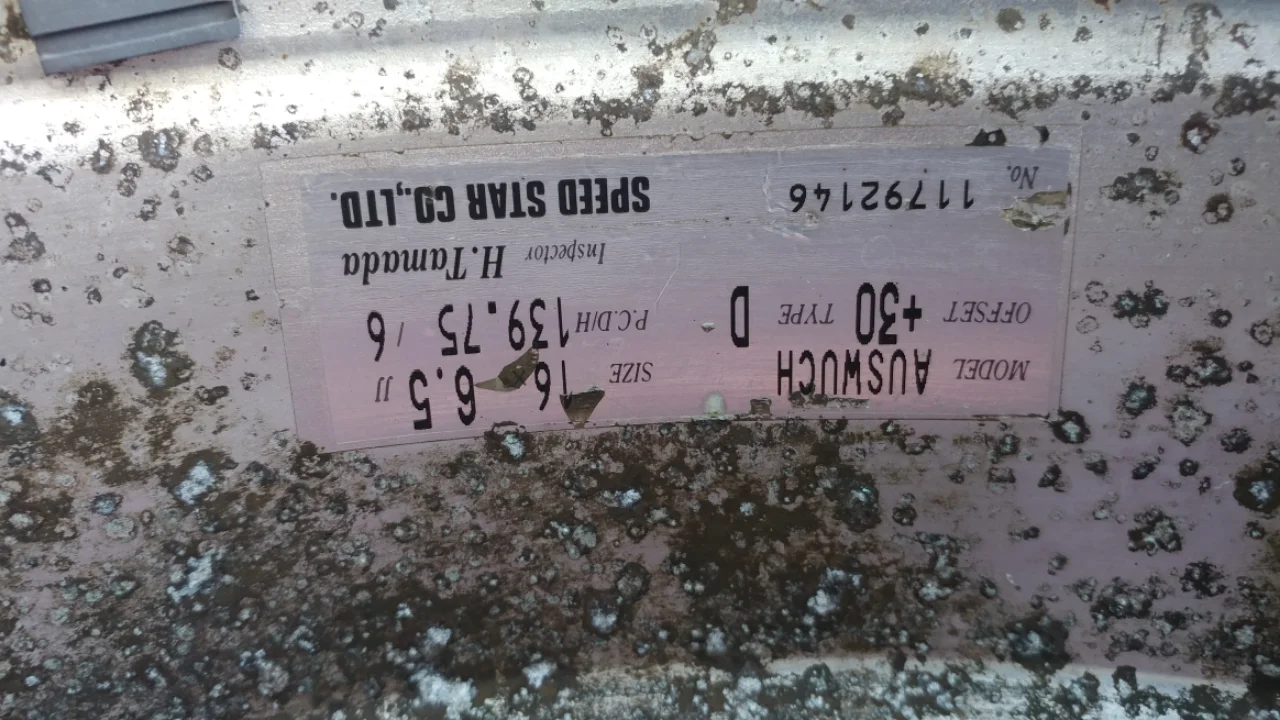 MODEL AUSWUCH SIZE 16 6.5 JJ
OFFSET +30 TYPE D P.C.D/H 139.75 / 6
Inspector H.Tamada
No. 11792146 SPEED STAR CO.,LTD.